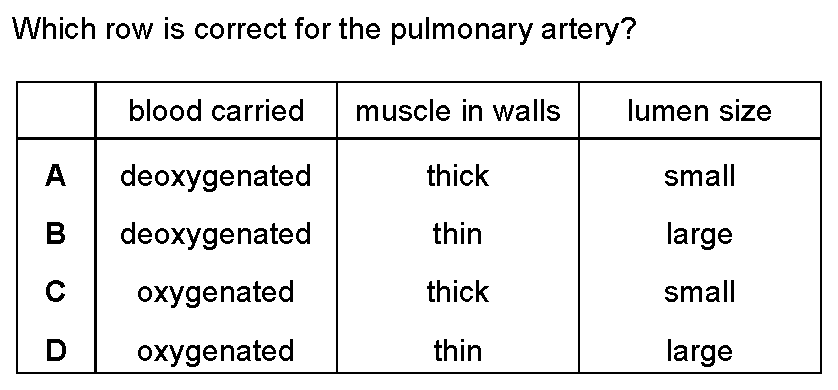 Which row is correct for the pulmonary artery?
blood carried muscle in walls lumen size
A deoxygenated thick small
B deoxygenated thin large
C oxygenated thick small
D oxygenated thin large